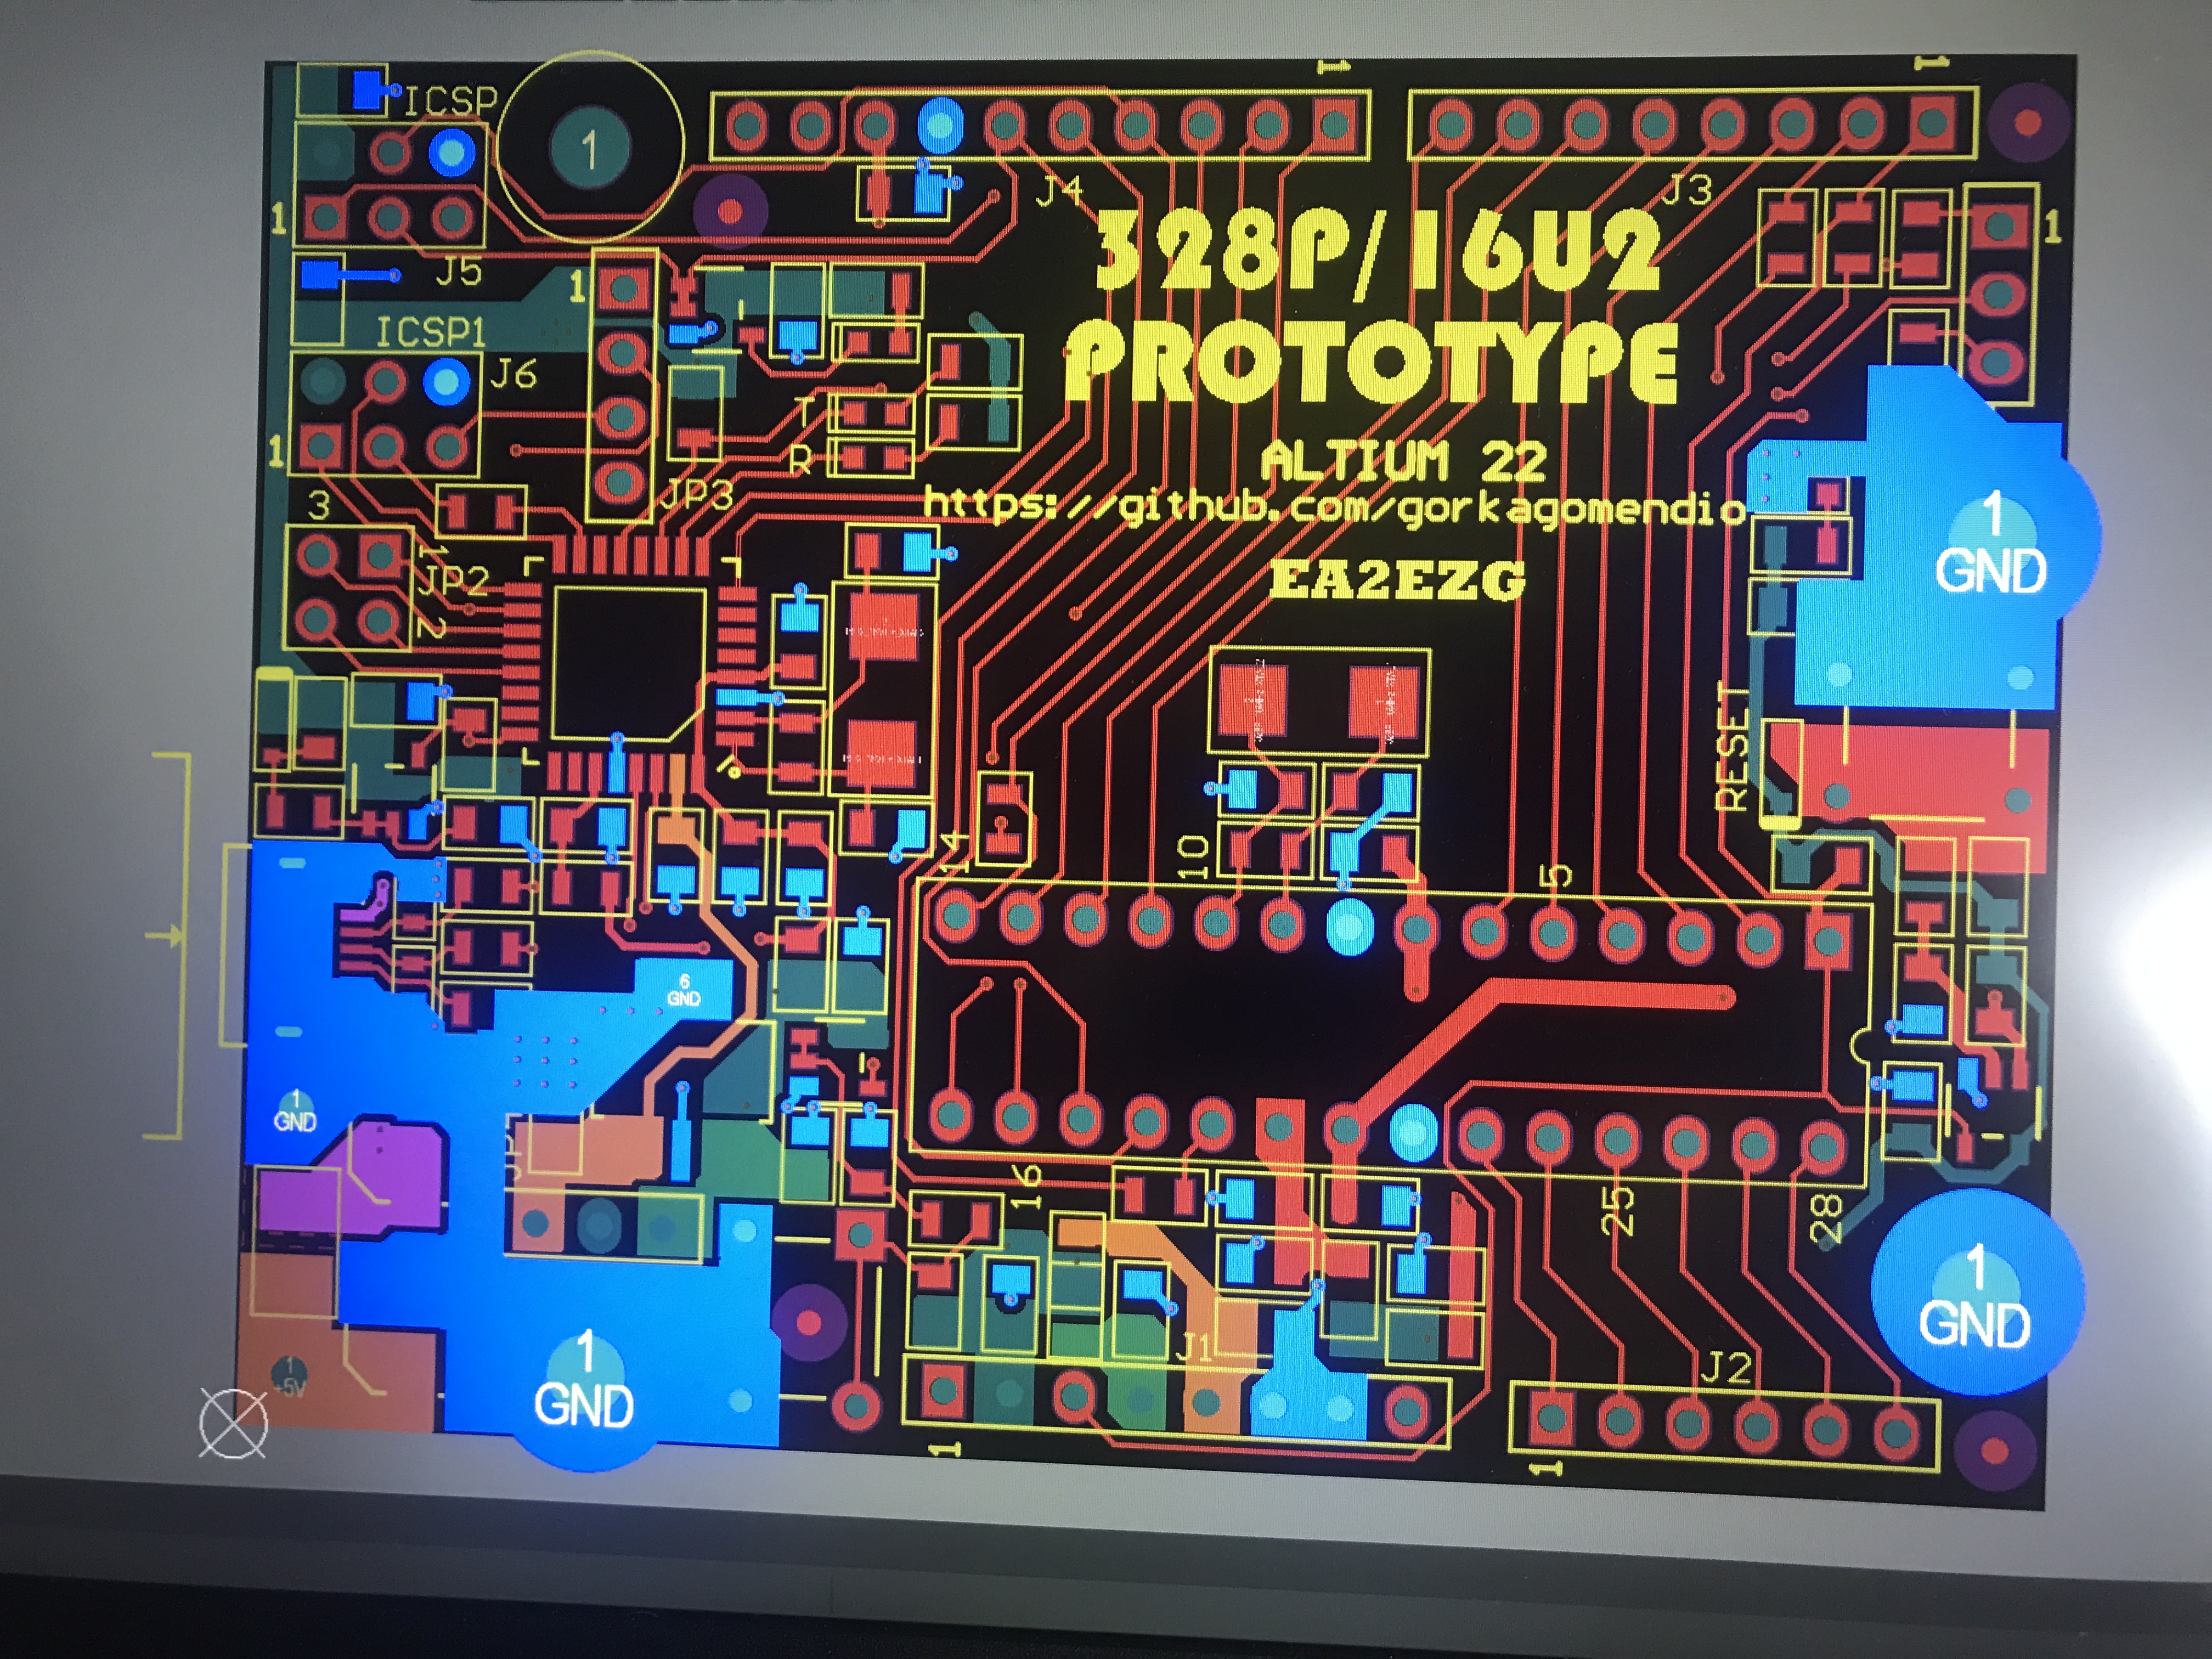 1
1
ICSP
1
J4
J3
1
1
J5
328P/16U2
1
ICSP1
PROTOTYPE
J6
T
1
R
ALTIUM 22
JP3
https://github.com/gorkagomendio
3
1
GND
1
JP2
EA2EZG
2
RESET
14
10
5
6
GND
1
GND
16
25
28
1
GND
J1
J2
1
GND
1
+5V
1
1